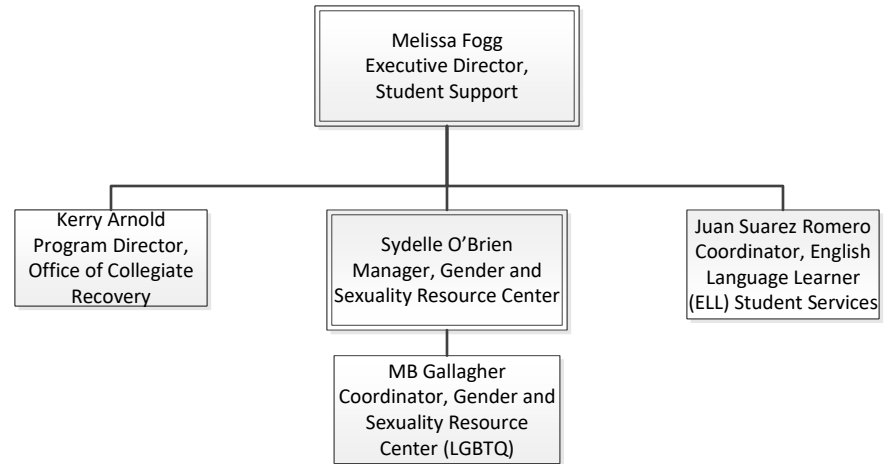 Melissa Fogg
Executive Director,
Student Support
Kerry Arnold
Program Director,
Office of Collegiate
Recovery
Sydelle O’Brien
Manager, Gender and
Sexuality Resource Center
Juan Suarez Romero
Coordinator, English
Language Learner
(ELL) Student Services
MB Gallagher
Coordinator, Gender and
Sexuality Resource
Center (LGBTQ)